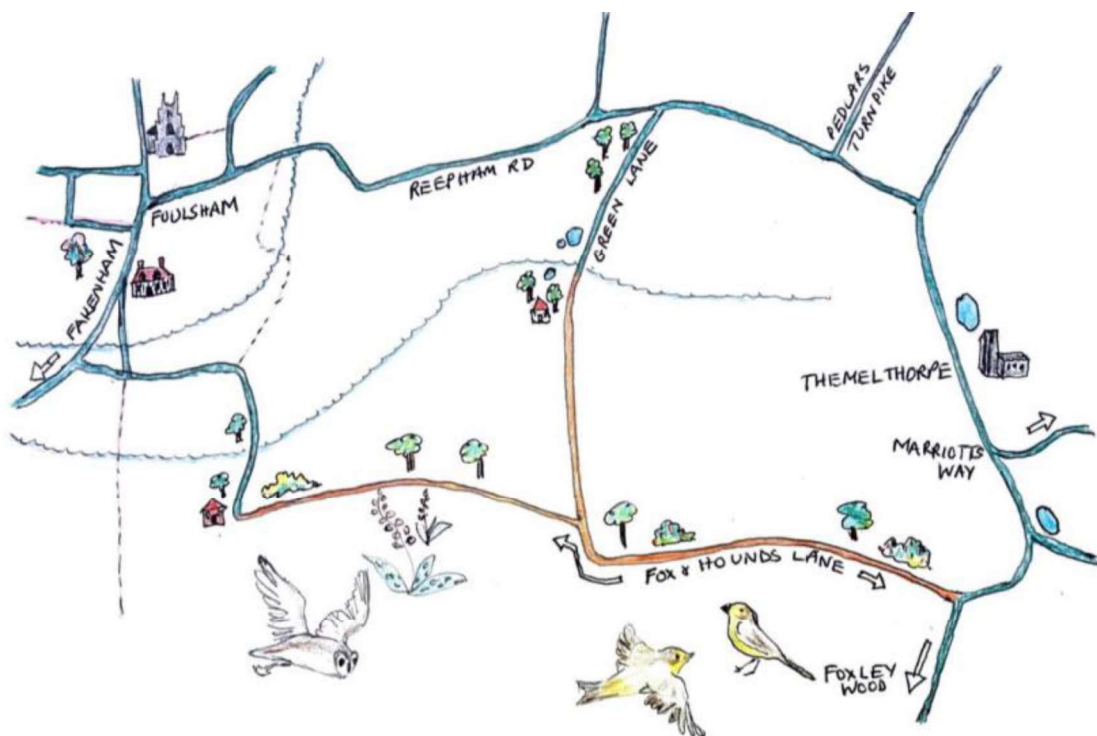 PEDLARS
TURNPIKE
REEPHAM RD
GREEN LANE
FOULSHAM
FAKENHAM
THEMELTHORPE
MARRIOTTS
WAY
FOX & HOUNDS LANE
FOXLEY
WOOD